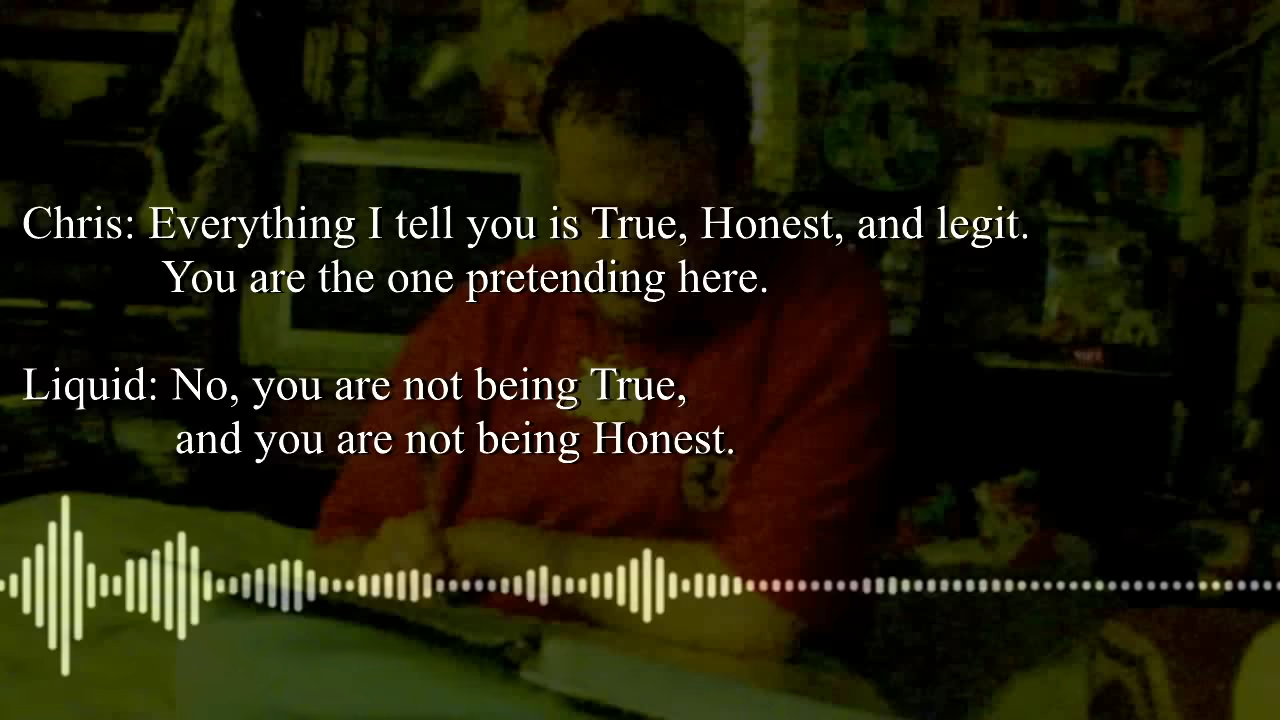 Chris: Everything I tell you is True, Honest, and legit.
You are the one pretending here.
Liquid: No, you are not being True,
and you are not being Honest.